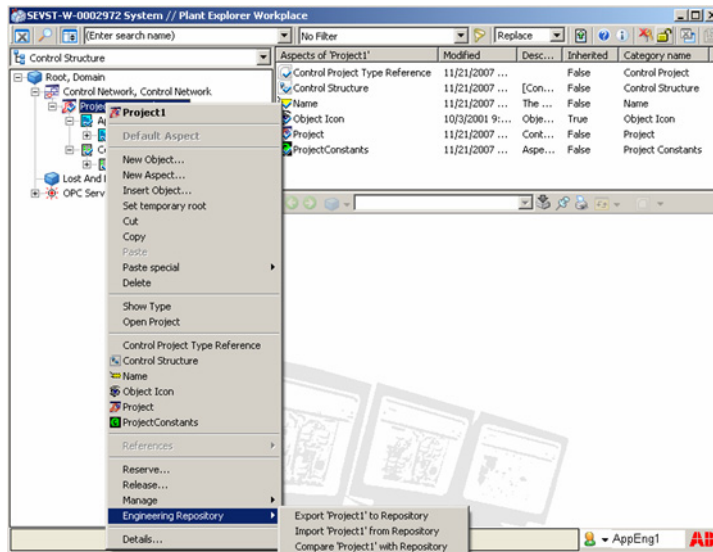 SEVST-W-0002972 System // Plant Explorer Workplace
(Enter search name)
No Filter
Replace
Control Structure
Root, Domain
Control Network, Control Network
Lost And
OPC Serv
Aspects of 'Project1'
Modified
Desc...
Inherited
Category name
Control Project Type Reference
11/21/2007 ...
False
Control Project
Control Structure
11/21/2007 ...
[Con...
False
Control Structure
Name
11/21/2007 ...
The ...
False
Name
Object Icon
10/3/2001 9:...
Obje...
True
Object Icon
Project
11/21/2007 ...
Cont...
False
Project
ProjectConstants
11/21/2007 ...
Aspe...
False
Project Constants
Project1
Default Aspect
New Object...
New Aspect...
Insert Object...
Set temporary root
Cut
Copy
Paste
Paste special
Delete
Show Type
Open Project
Control Project Type Reference
Control Structure
Name
Object Icon
Project
ProjectConstants
References
Reserve...
Release...
Manage
Engineering Repository
Details...
Export 'Project1' to Repository
Import 'Project1' from Repository
Compare 'Project1' with Repository
AppEng1